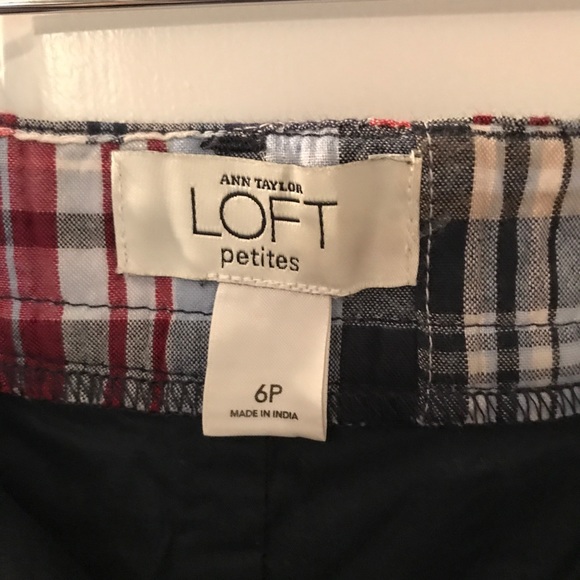 ANN TAYLOR
LOFT
petites
6P
MADE IN INDIA